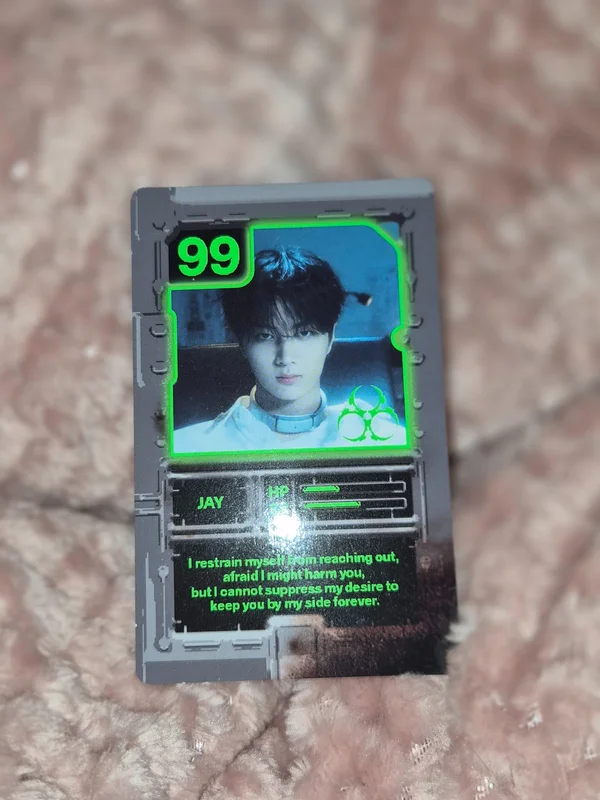 99
JAY
HP
I restrain myself from reaching out,
afraid I might harm you,
but I cannot suppress my desire to
keep you by my side forever.